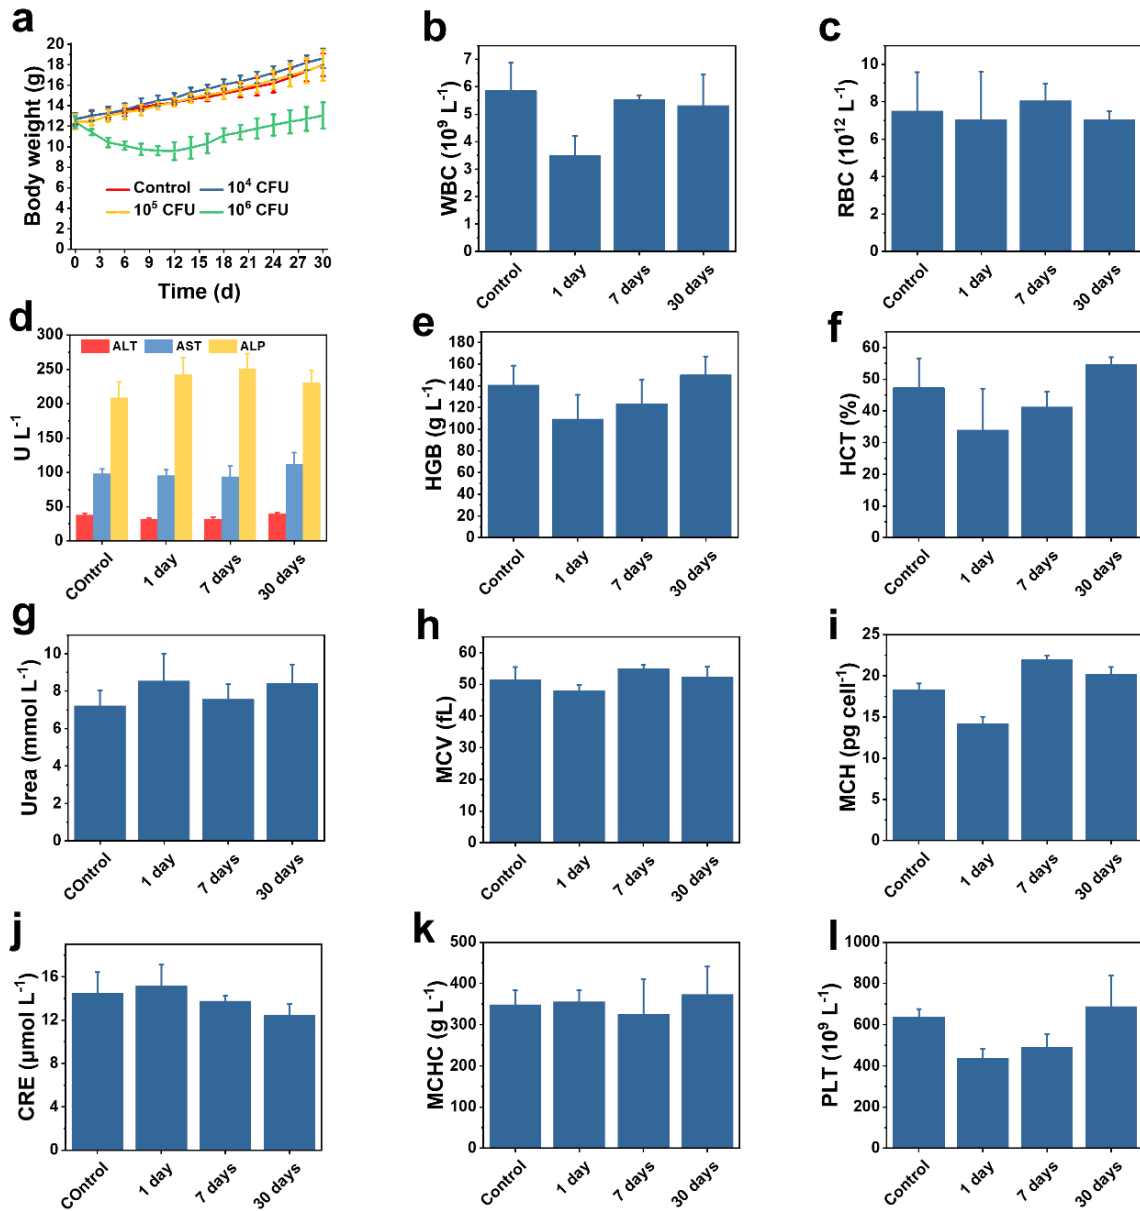 a
Body weight (g)
20
18
16
14
12
10
8
6
4
2
0
Control 10⁴ CFU
10⁵ CFU 10⁶ CFU
0 3 6 9 12 15 18 21 24 27 30
Time (d)
b
WBC (10⁹ L⁻¹)
7
6
5
4
3
2
1
0
Control 1 day 7 days 30 days
c
RBC (10¹² L⁻¹)
10
8
6
4
2
0
Control 1 day 7 days 30 days
d
U L⁻¹
300
250
200
150
100
50
0
ALT AST ALP
COntrol 1 day 7 days 30 days
e
HGB (g L⁻¹)
180
160
140
120
100
80
60
40
20
0
Control 1 day 7 days 30 days
f
HCT (%)
60
50
40
30
20
10
0
Control 1 day 7 days 30 days
g
Urea (mmol L⁻¹)
10
8
6
4
2
0
COntrol 1 day 7 days 30 days
h
MCV (fL)
60
50
40
30
20
10
0
Control 1 day 7 days 30 days
i
MCH (pg cell⁻¹)
25
20
15
10
5
0
Control 1 day 7 days 30 days
j
CRE (µmol L⁻¹)
16
12
8
4
0
COntrol 1 day 7 days 30 days
k
MCHC (g L⁻¹)
500
400
300
200
100
0
Control 1 day 7 days 30 days
l
PLT (10⁹ L⁻¹)
1000
800
600
400
200
0
Control 1 day 7 days 30 days